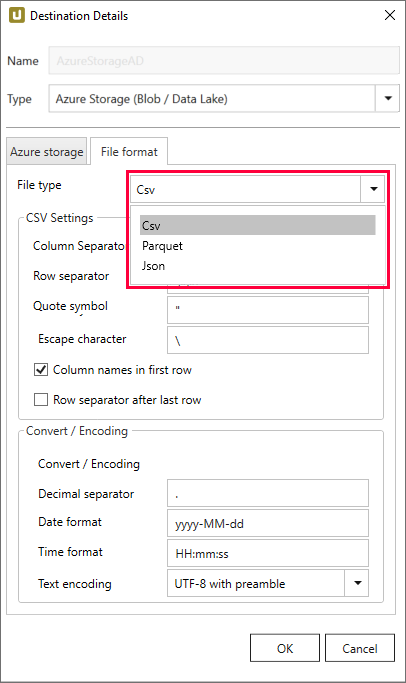 Destination Details
Name AzureStorageAD
Type Azure Storage (Blob / Data Lake)
Azure storage File format
File type Csv
Csv
Parquet
Json
CSV Settings
Column Separato
Row separator
Quote symbol "
Escape character \
Column names in first row
Row separator after last row
Convert / Encoding
Convert / Encoding
Decimal separator .
Date format yyyy-MM-dd
Time format HH:mm:ss
Text encoding UTF-8 with preamble
OK Cancel